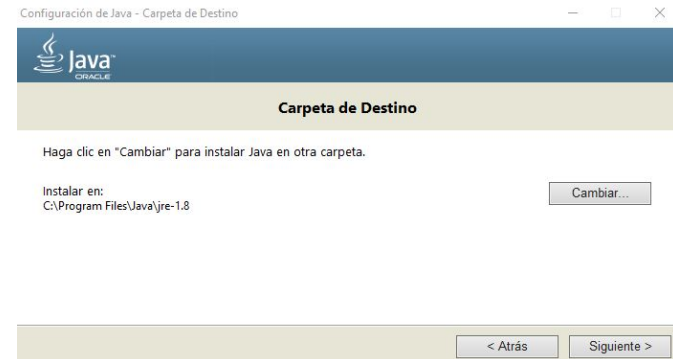 Configuración de Java - Carpeta de Destino
Java™
ORACLE
Carpeta de Destino
Haga clic en "Cambiar" para instalar Java en otra carpeta.
Instalar en:
Cambiar...
C:\Program Files\Java\jre-1.8
< Atrás
Siguiente >